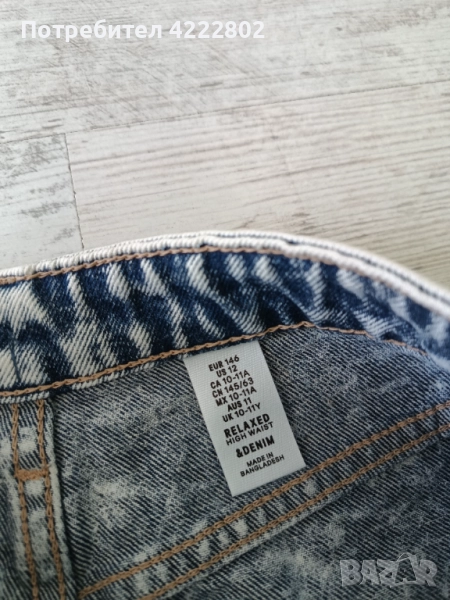 Потребител 4222802
EUR 146
US 12
CA 10-11A
CN 145/63
MX 10-11A
AUS 11
UK 10-11Y
RELAXED
HIGH WAIST
&DENIM
MADE IN
BANGLADESH
BAZAR